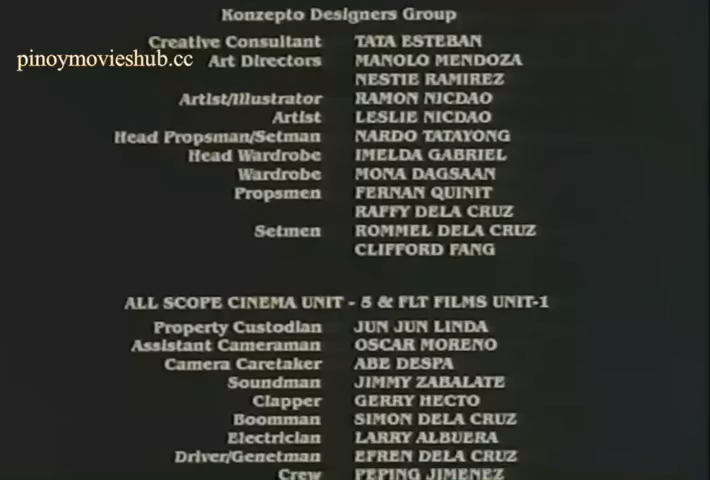 Konzepto Designers Group
Creative Consultant TATA ESTEBAN
pinoymovieshub.cc
Art Directors MANOLO MENDOZA
NESTIE RAMIREZ
Artist/Illustrator RAMON NICDAO
Artist LESLIE NICDAO
Head Propsman/Setman NARDO TATAYONG
Head Wardrobe IMELDA GABRIEL
Wardrobe MONA DAGSAAN
Propsmen FERNAN QUINIT
RAFFY DELA CRUZ
Setmen ROMMEL DELA CRUZ
CLIFFORD FANG
ALL SCOPE CINEMA UNIT - 5 & FLT FILMS UNIT-1
Property Custodian JUN JUN LINDA
Assistant Cameraman OSCAR MORENO
Camera Caretaker ABE DESPA
Soundman JIMMY ZABALATE
Clapper GERRY HECTO
Boomman SIMON DELA CRUZ
Electrician LARRY ALBUERA
Driver/Genetman EFREN DELA CRUZ
Crew PEPING JIMENEZ